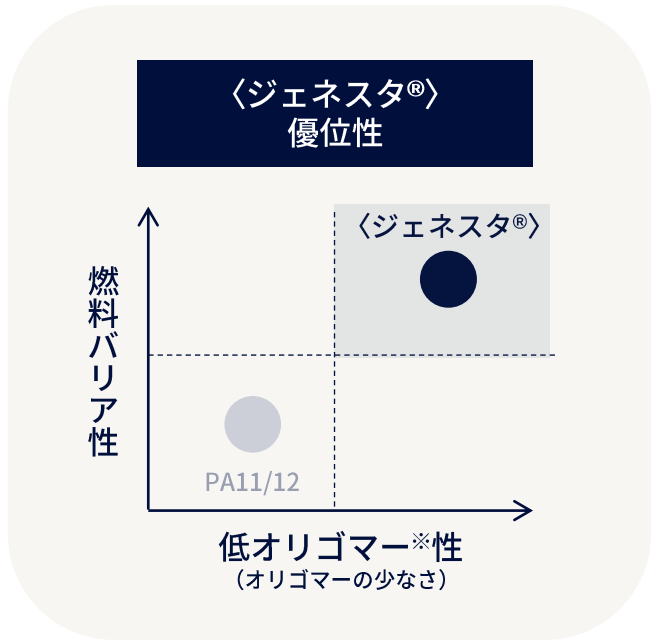 〈ジェネスタ®〉
優位性
〈ジェネスタ®〉
燃料バリア性
PA11/12
低オリゴマー※性
（オリゴマーの少なさ）